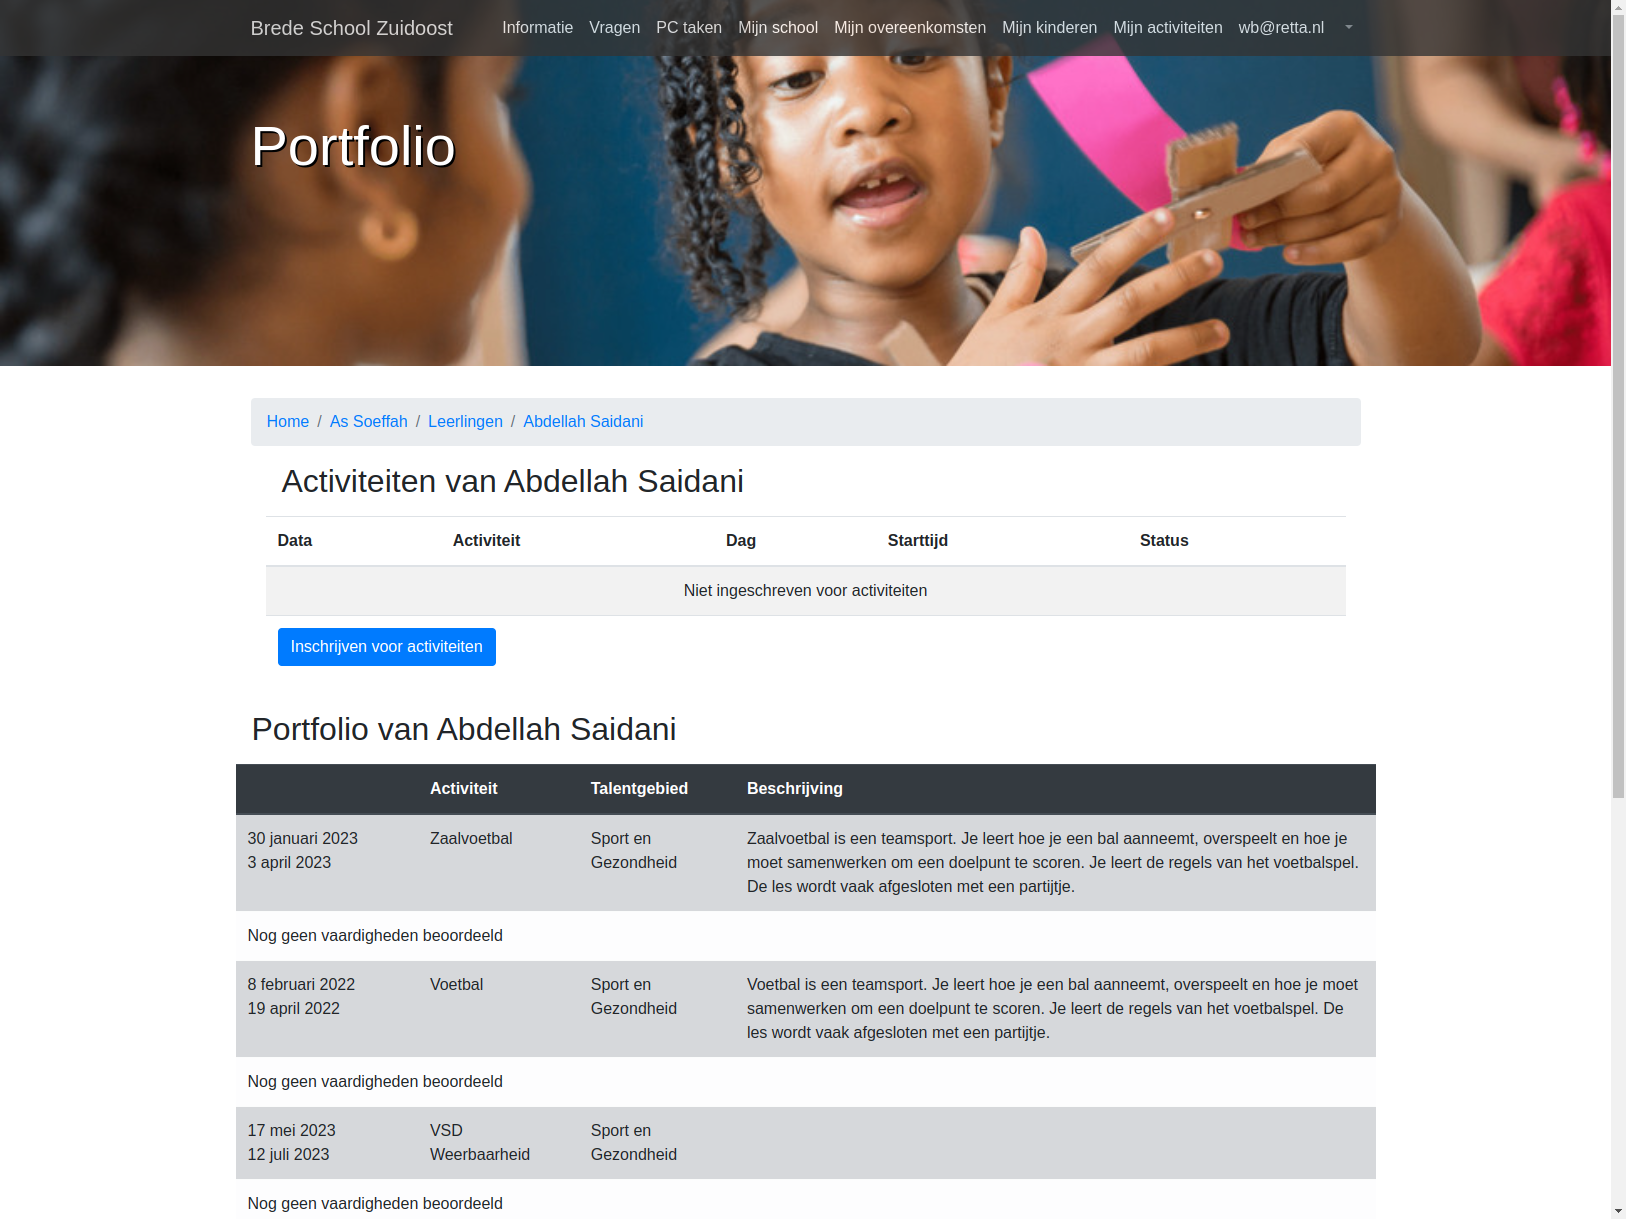 Brede School Zuidoost Informatie Vragen PC taken Mijn school Mijn overeenkomsten Mijn kinderen Mijn activiteiten wb@retta.nl
Portfolio
Home / As Soeffah / Leerlingen / Abdellah Saidani
Activiteiten van Abdellah Saidani
Data Activiteit Dag Starttijd Status
Niet ingeschreven voor activiteiten
Inschrijven voor activiteiten
Portfolio van Abdellah Saidani
Activiteit Talentgebied Beschrijving
30 januari 2023 Zaalvoetbal Sport en Zaalvoetbal is een teamsport. Je leert hoe je een bal aanneemt, overspeelt en hoe je
3 april 2023 Gezondheid moet samenwerken om een doelpunt te scoren. Je leert de regels van het voetbalspel.
De les wordt vaak afgesloten met een partijtje.
Nog geen vaardigheden beoordeeld
8 februari 2022 Voetbal Sport en Voetbal is een teamsport. Je leert hoe je een bal aanneemt, overspeelt en hoe je moet
19 april 2022 Gezondheid samenwerken om een doelpunt te scoren. Je leert de regels van het voetbalspel. De
les wordt vaak afgesloten met een partijtje.
Nog geen vaardigheden beoordeeld
17 mei 2023 VSD Sport en
12 juli 2023 Weerbaarheid Gezondheid
Nog geen vaardigheden beoordeeld